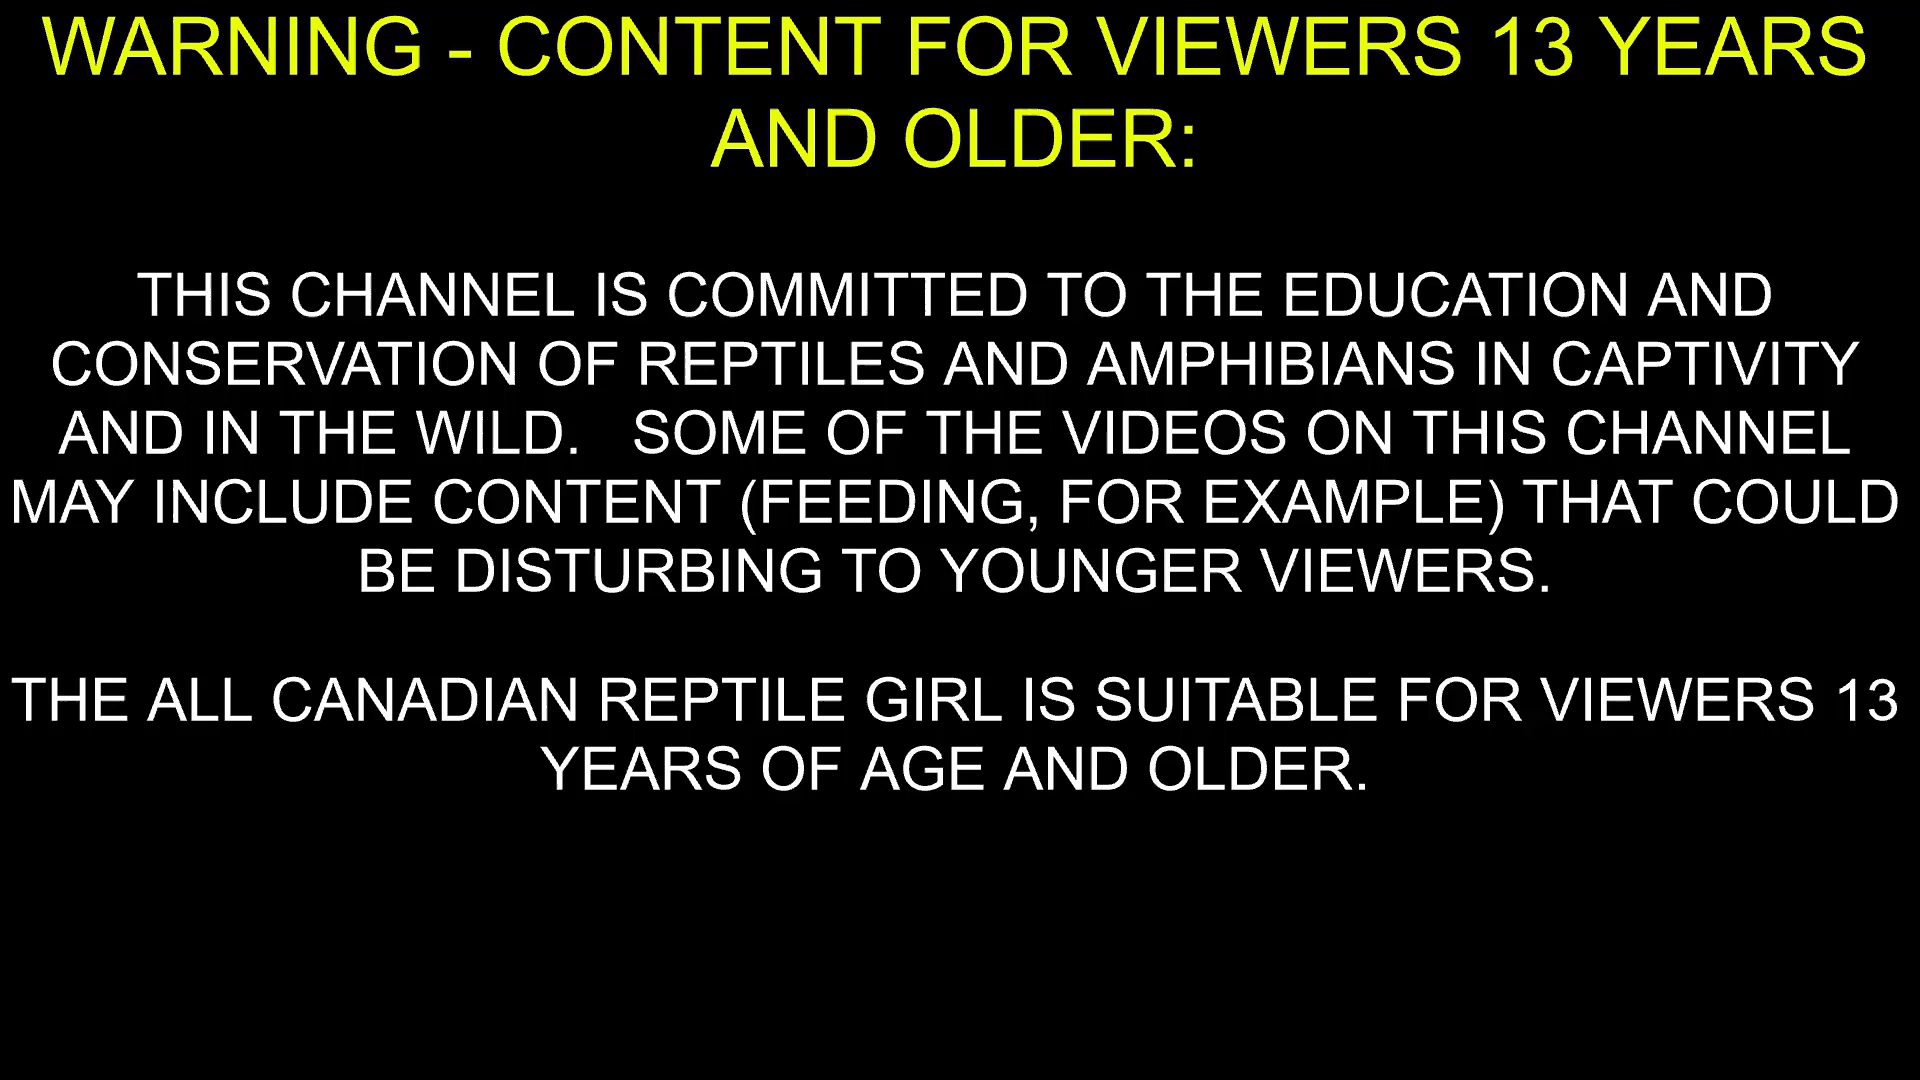 WARNING - CONTENT FOR VIEWERS 13 YEARS
AND OLDER:
THIS CHANNEL IS COMMITTED TO THE EDUCATION AND
CONSERVATION OF REPTILES AND AMPHIBIANS IN CAPTIVITY
AND IN THE WILD.   SOME OF THE VIDEOS ON THIS CHANNEL
MAY INCLUDE CONTENT (FEEDING, FOR EXAMPLE) THAT COULD
BE DISTURBING TO YOUNGER VIEWERS.
THE ALL CANADIAN REPTILE GIRL IS SUITABLE FOR VIEWERS 13
YEARS OF AGE AND OLDER.